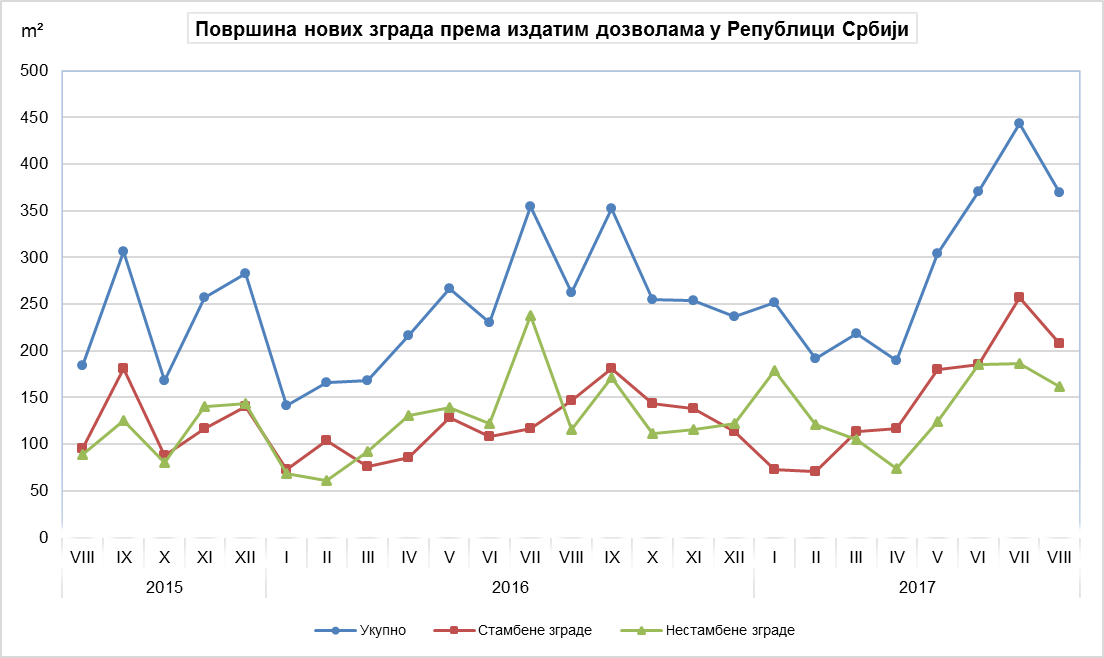 m²
Површина нових зграда према издатим дозволама у Републици Србији
500
450
400
350
300
250
200
150
100
50
0
VIII IX X XI XII I II III IV V VI VII VIII IX X XI XII I II III IV V VI VII VIII
2015 2016 2017
Укупно Стамбене зграде Нестамбене зграде